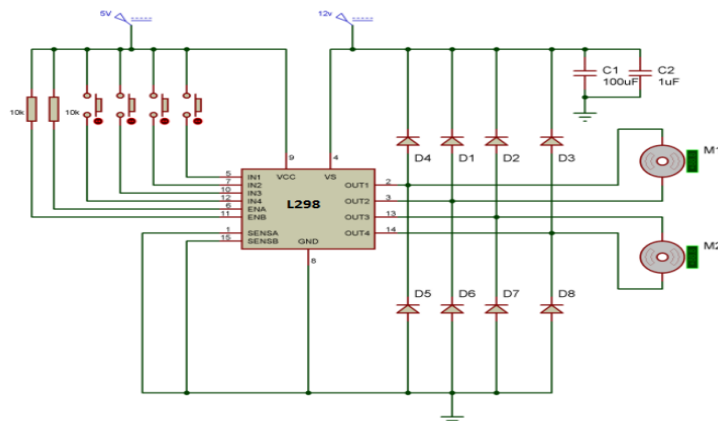 5V
12v
10k
10k
C1
100uF
C2
1uF
D4
D1
D2
D3
M1
9
4
VCC
VS
5
IN1
7
IN2
10
IN3
12
IN4
6
ENA
11
ENB
1
SENSA
15
SENSB
L298
GND
8
OUT1
2
OUT2
3
OUT3
13
OUT4
14
M2
D5
D6
D7
D8